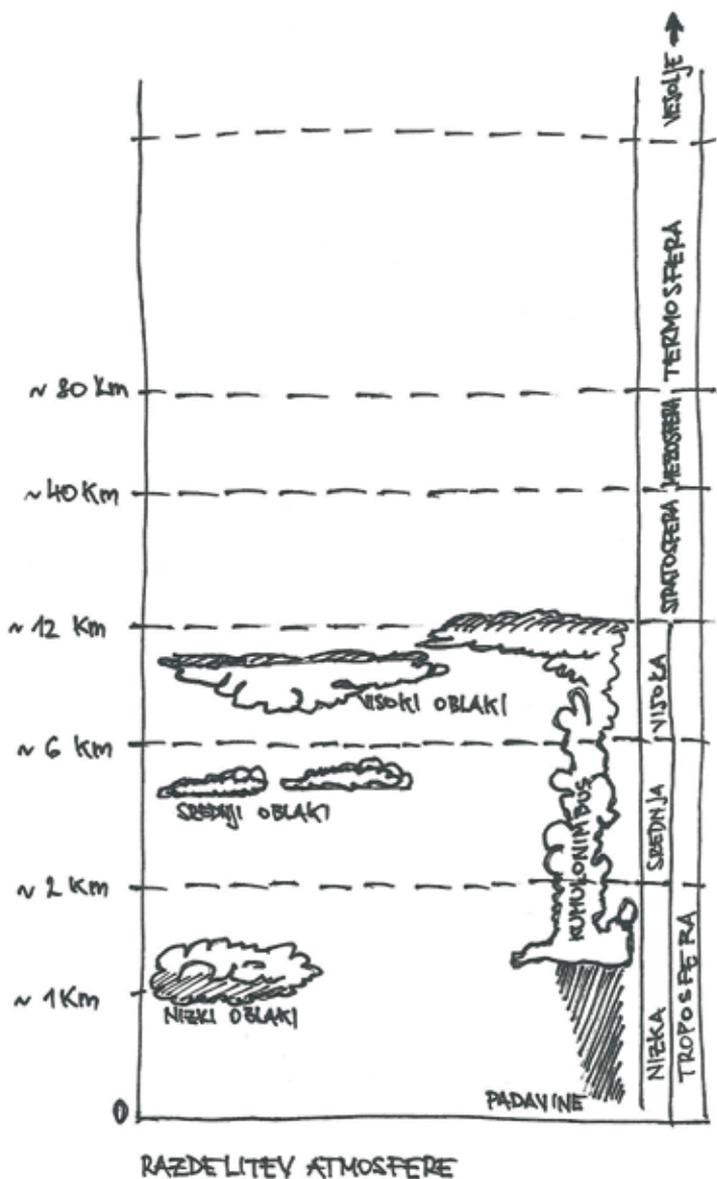 VESOLJE
TERMOSFERA
~ 80 Km
MEZOSFERA
~ 40 Km
STRATOSFERA
~ 12 Km
VISOKI OBLAKI
VISOKA
~ 6 Km
SREDNJI OBLAKI
KUMULONIMBUS
SREDNJA
~ 2 Km
~ 1 Km
NIZKI OBLAKI
NIZKA
TROPOSFERA
PADAVINE
0
RAZDELITEV ATMOSFERE